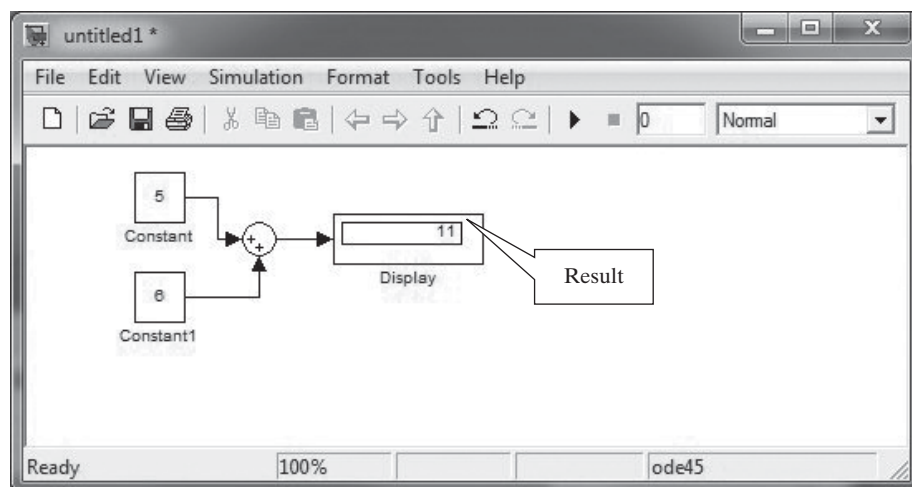 untitled1 *
File Edit View Simulation Format Tools Help
0 Normal
5
Constant
+
+
11
Display
Result
6
Constant1
Ready 100% ode45